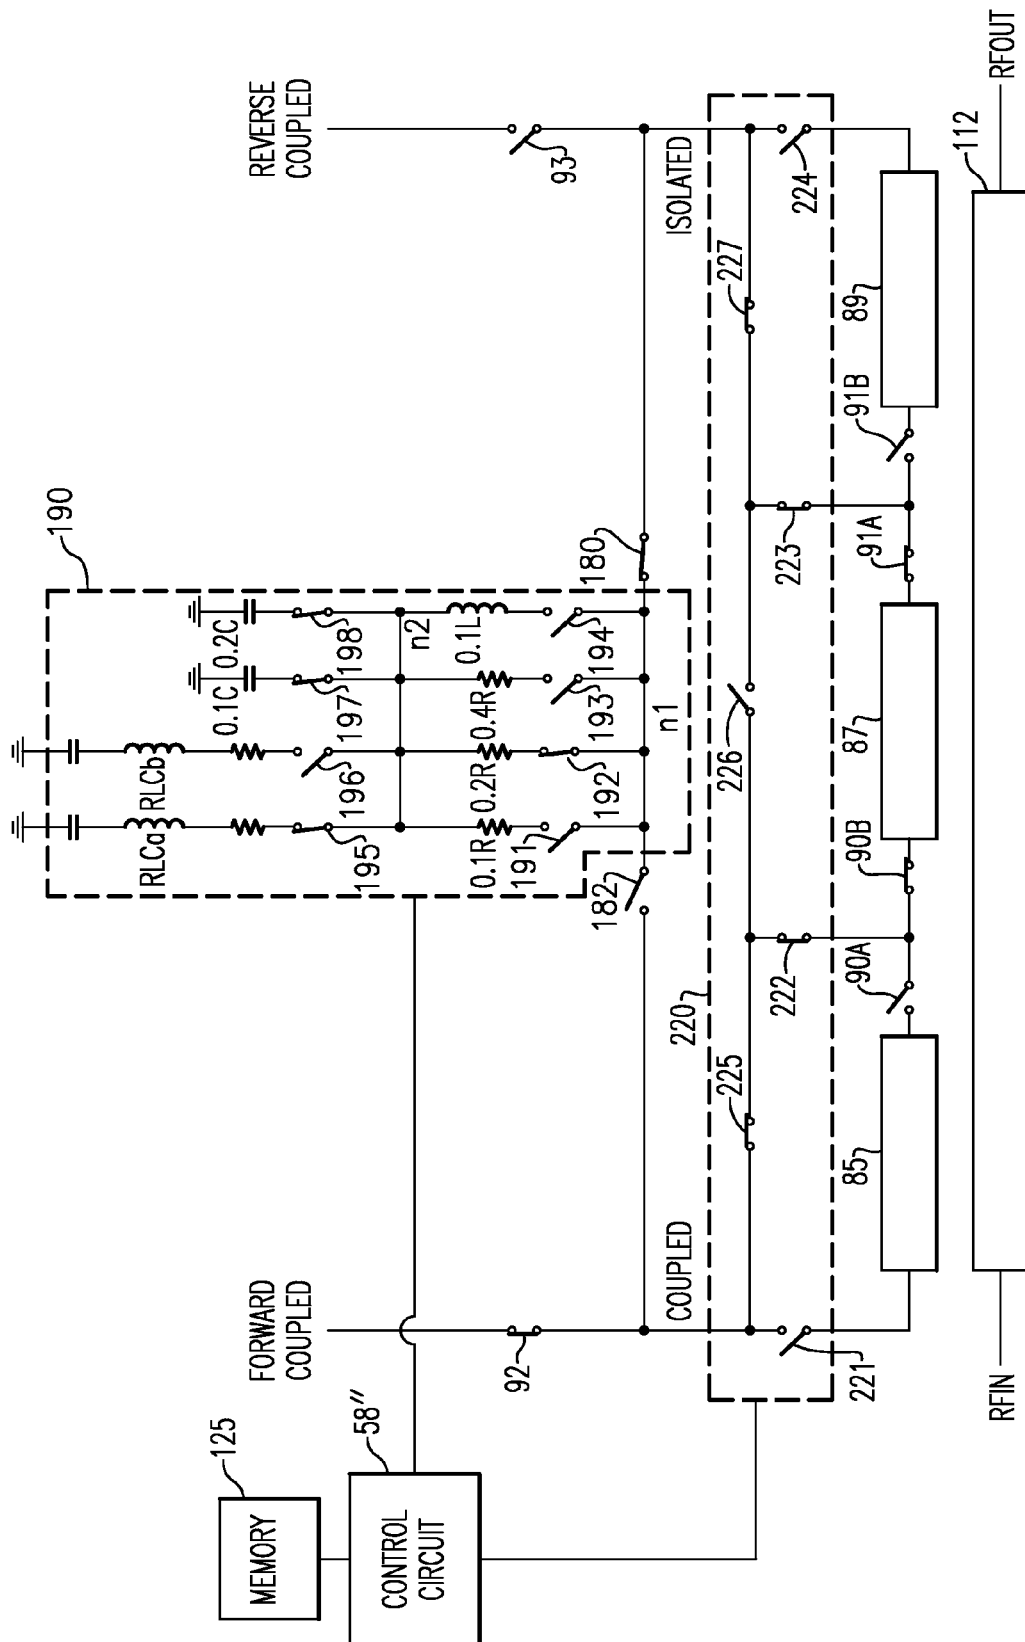 MEMORY
125
CONTROL
CIRCUIT
58"
FORWARD
COUPLED
92
COUPLED
190
RLCa
RLCb
0.1C
0.2C
195
196
197
198
n2
0.1R
0.2R
0.4R
0.1L
191
192
193
194
n1
182
180
REVERSE
COUPLED
93
ISOLATED
220
221
225
222
226
223
227
224
85
90A
90B
87
91A
91B
89
112
RFIN
RFOUT